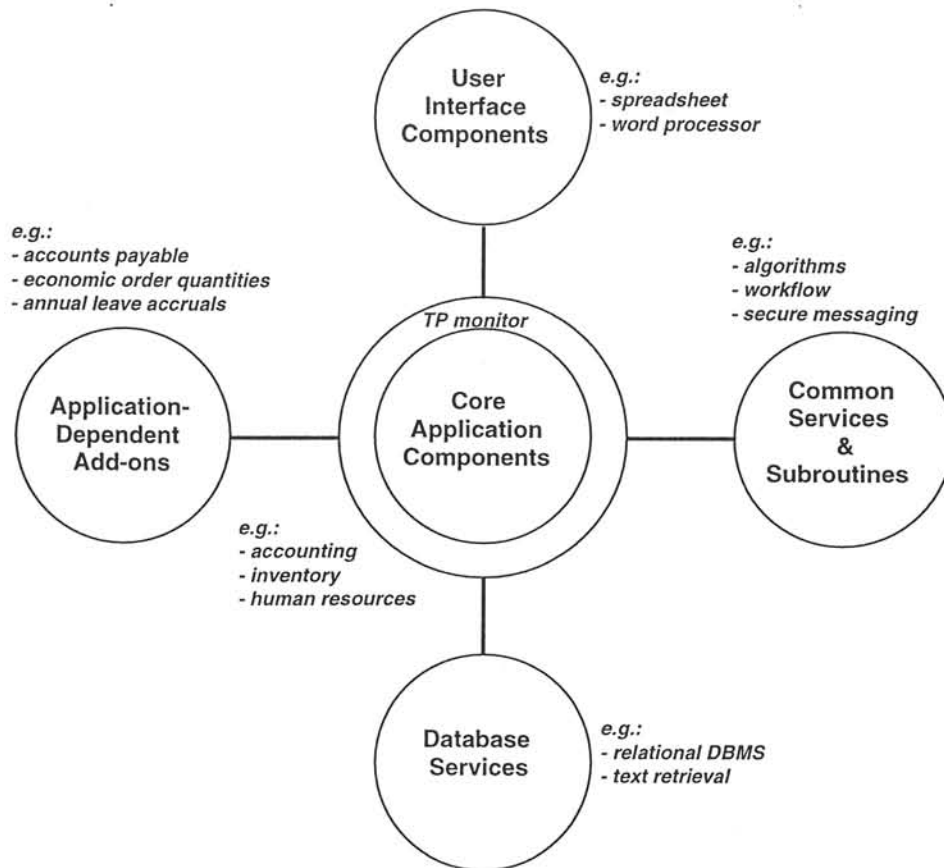 User
Interface
Components
e.g.:
- spreadsheet
- word processor
e.g.:
- accounts payable
- economic order quantities
- annual leave accruals
e.g.:
- algorithms
- workflow
- secure messaging
TP monitor
Application-
Dependent
Add-ons
Core
Application
Components
Common
Services
&
Subroutines
e.g.:
- accounting
- inventory
- human resources
Database
Services
e.g.:
- relational DBMS
- text retrieval